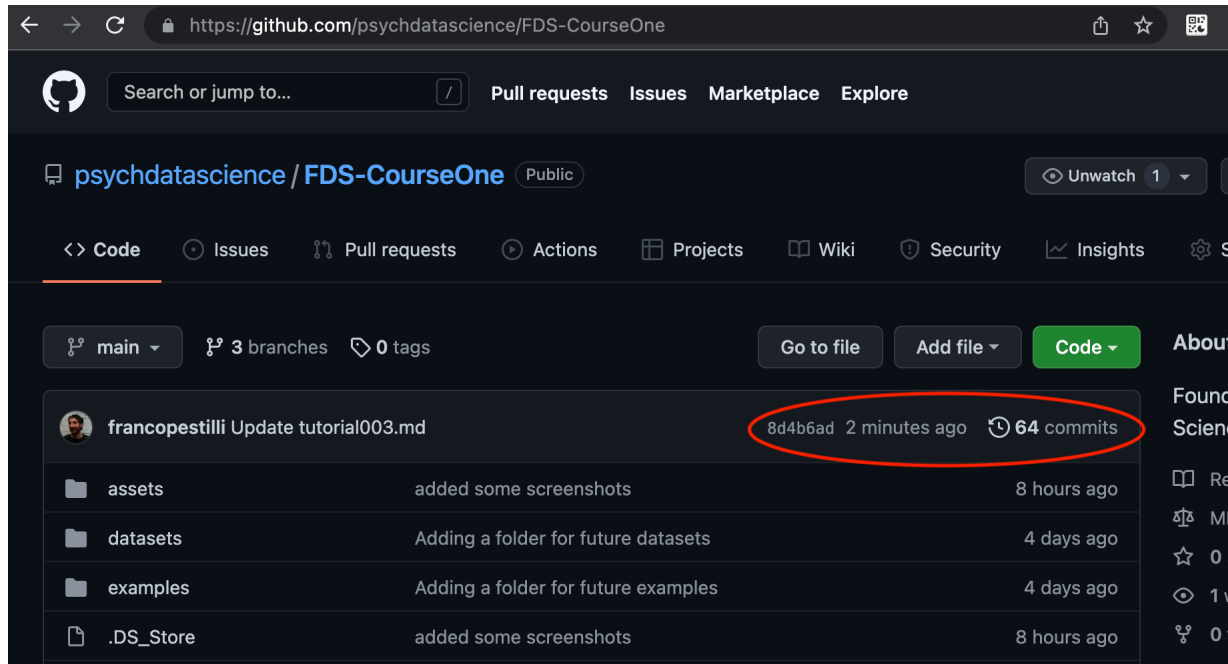 https://github.com/psychdatascience/FDS-CourseOne
Search or jump to... / Pull requests Issues Marketplace Explore
psychdatascience / FDS-CourseOne Public Unwatch 1
<> Code Issues Pull requests Actions Projects Wiki Security Insights S
main 3 branches 0 tags Go to file Add file Code About
Found
Scien
francopestilli Update tutorial003.md 8d4b6ad 2 minutes ago 64 commits
assets added some screenshots 8 hours ago Re
datasets Adding a folder for future datasets 4 days ago MI
0
examples Adding a folder for future examples 4 days ago
1 w
.DS_Store added some screenshots 8 hours ago 0